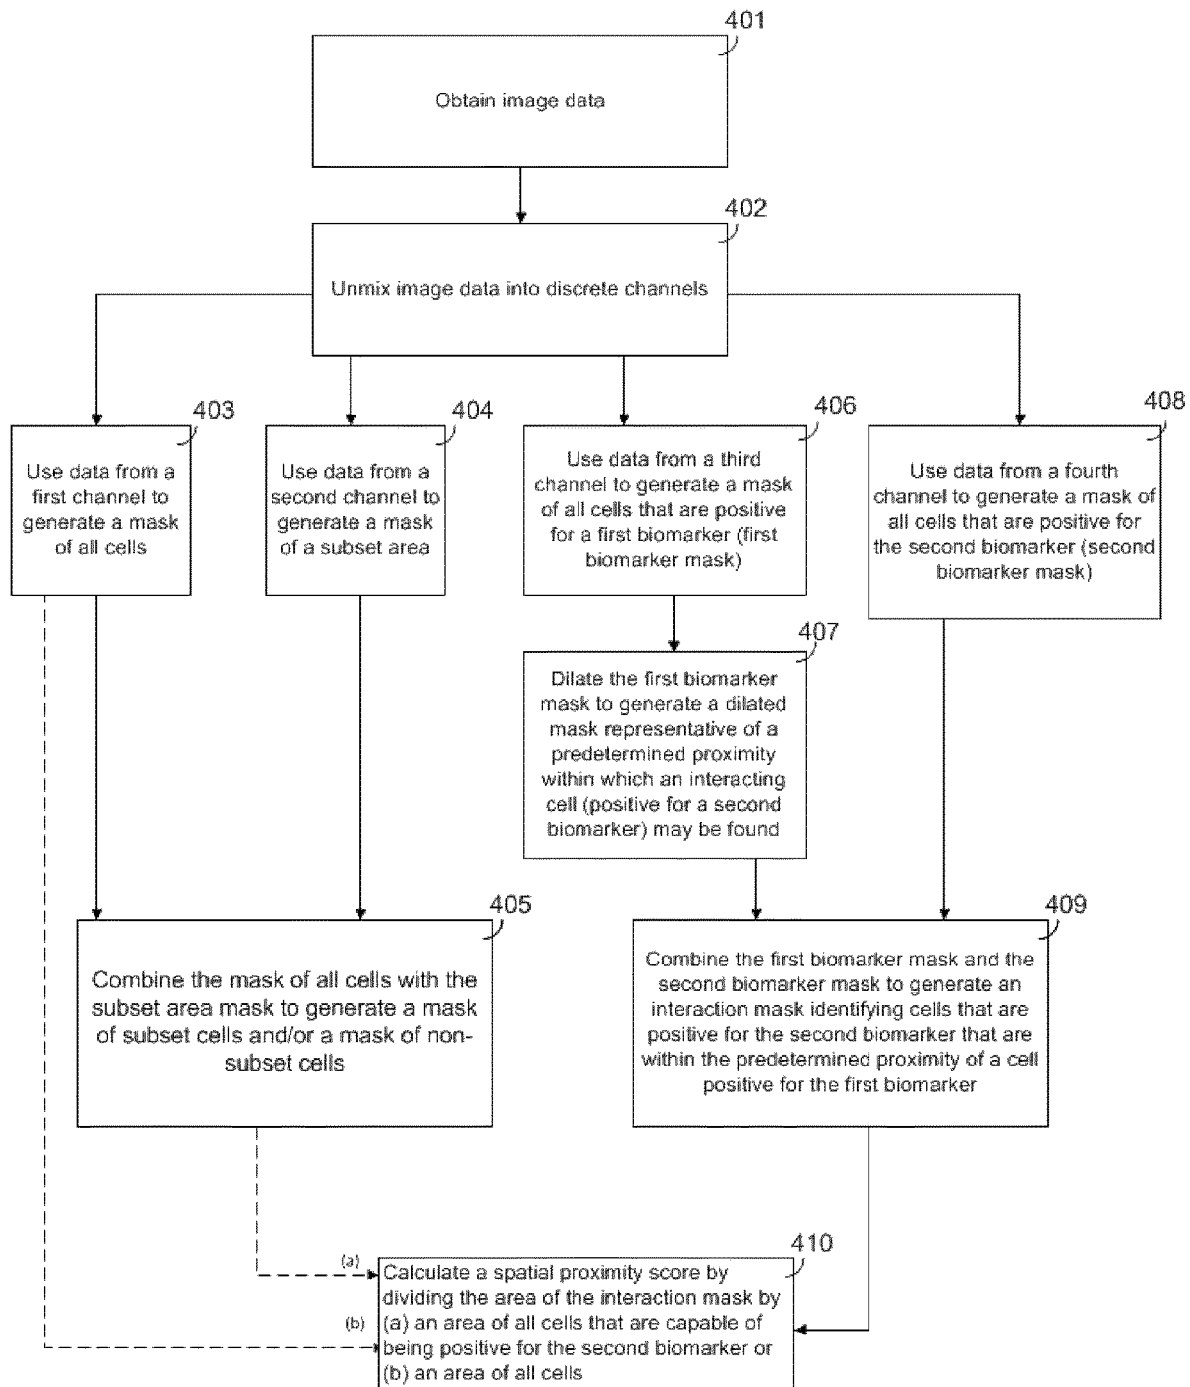 401
Obtain image data
402
Unmix image data into discrete channels
403
Use data from a
first channel to
generate a mask
of all cells
404
Use data from a
second channel to
generate a mask
of a subset area
406
Use data from a third
channel to generate a mask
of all cells that are positive
for a first biomarker (first
biomarker mask)
408
Use data from a fourth
channel to generate a mask of
all cells that are positive for
the second biomarker (second
biomarker mask)
407
Dilate the first biomarker
mask to generate a dilated
mask representative of a
predetermined proximity
within which an interacting
cell (positive for a second
biomarker) may be found
405
Combine the mask of all cells with the
subset area mask to generate a mask
of subset cells and/or a mask of non-
subset cells
409
Combine the first biomarker mask and the
second biomarker mask to generate an
interaction mask identifying cells that are
positive for the second biomarker that are
within the predetermined proximity of a cell
positive for the first biomarker
410
(a)
(b)
Calculate a spatial proximity score by
dividing the area of the interaction mask by
(a) an area of all cells that are capable of
being positive for the second biomarker or
(b) an area of all cells